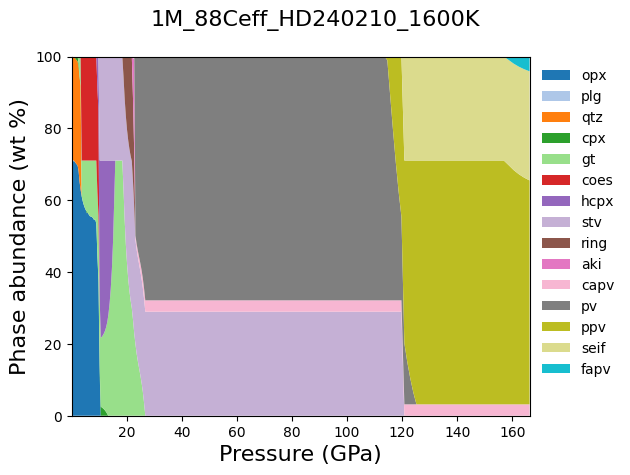 1M_88Ceff_HD240210_1600K
Phase abundance (wt %)
100
80
60
40
20
0
20 40 60 80 100 120 140 160
Pressure (GPa)
opx
plg
qtz
cpx
gt
coes
hcpx
stv
ring
aki
capv
pv
ppv
seif
fapv